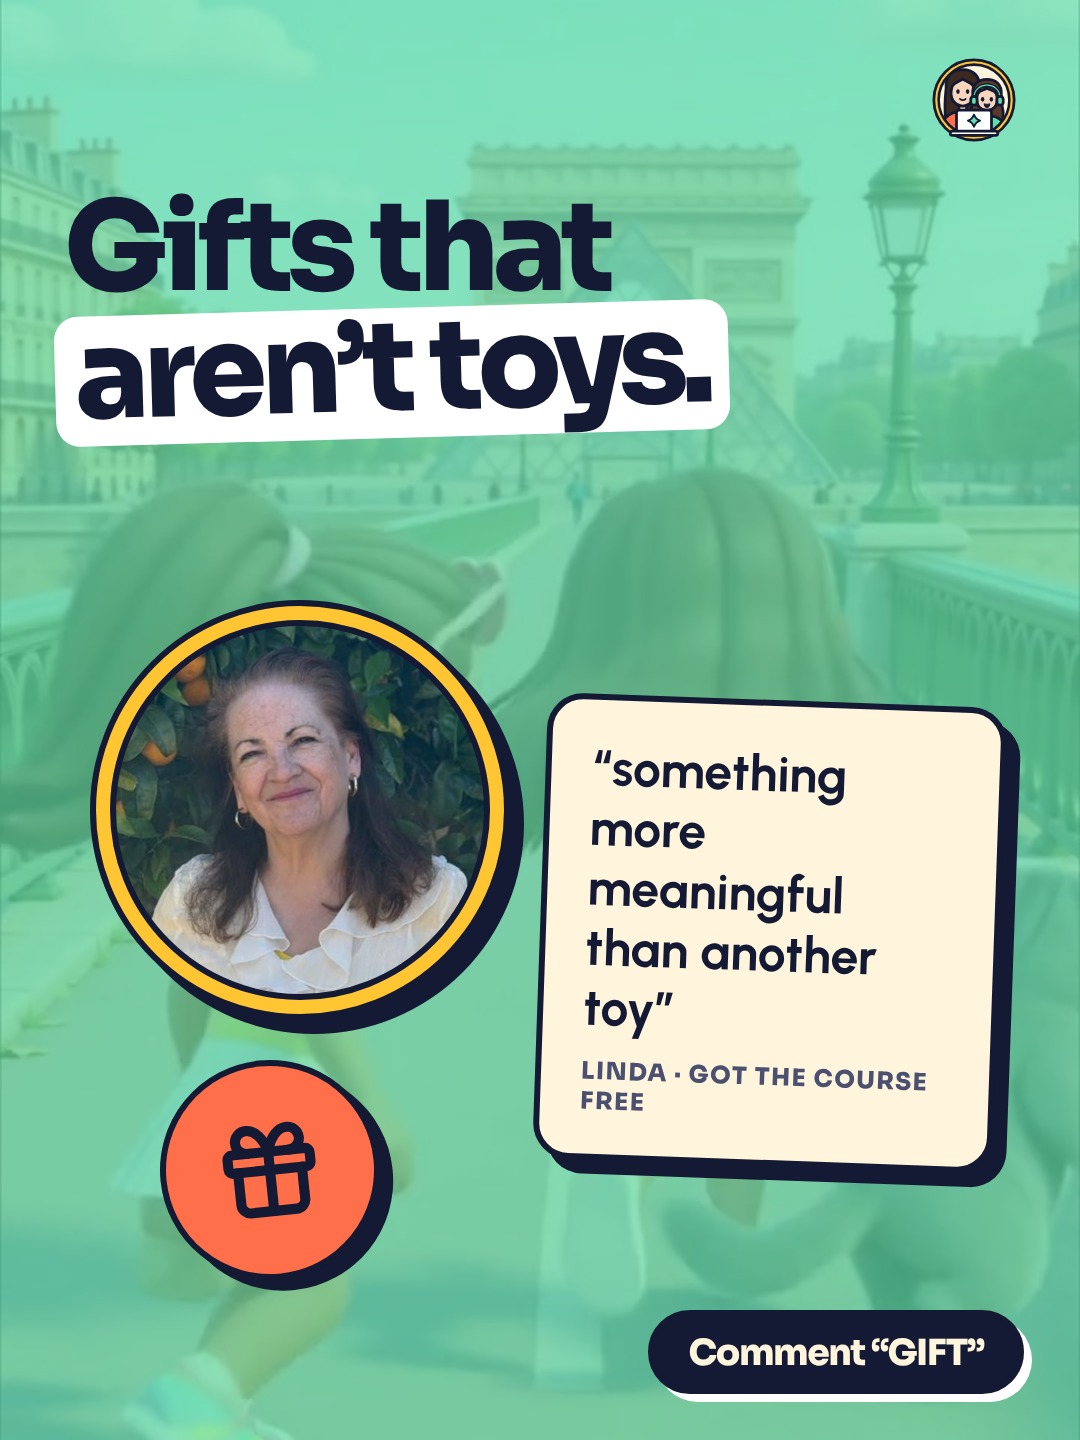 Gifts that
aren’t toys.
“something
more
meaningful
than another
toy”
LINDA · GOT THE COURSE
FREE
Comment “GIFT”